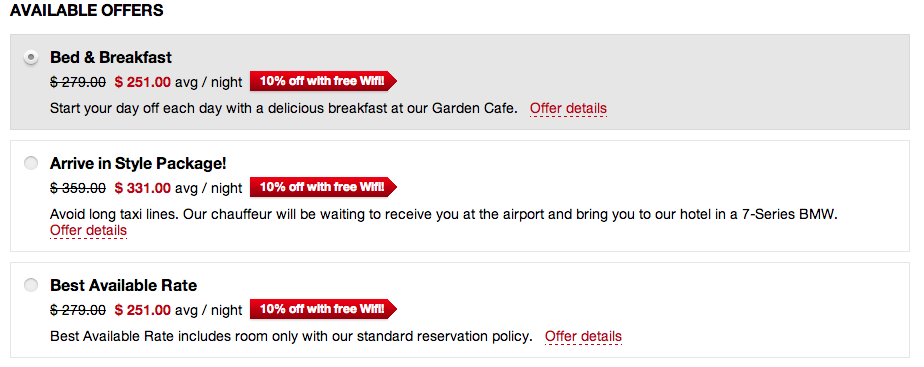 AVAILABLE OFFERS
Bed & Breakfast
$ 279.00 $ 251.00 avg / night 10% off with free Wifi!
Start your day off each day with a delicious breakfast at our Garden Cafe. Offer details
Arrive in Style Package!
$ 359.00 $ 331.00 avg / night 10% off with free Wifi!
Avoid long taxi lines. Our chauffeur will be waiting to receive you at the airport and bring you to our hotel in a 7-Series BMW.
Offer details
Best Available Rate
$ 279.00 $ 251.00 avg / night 10% off with free Wifi!
Best Available Rate includes room only with our standard reservation policy. Offer details